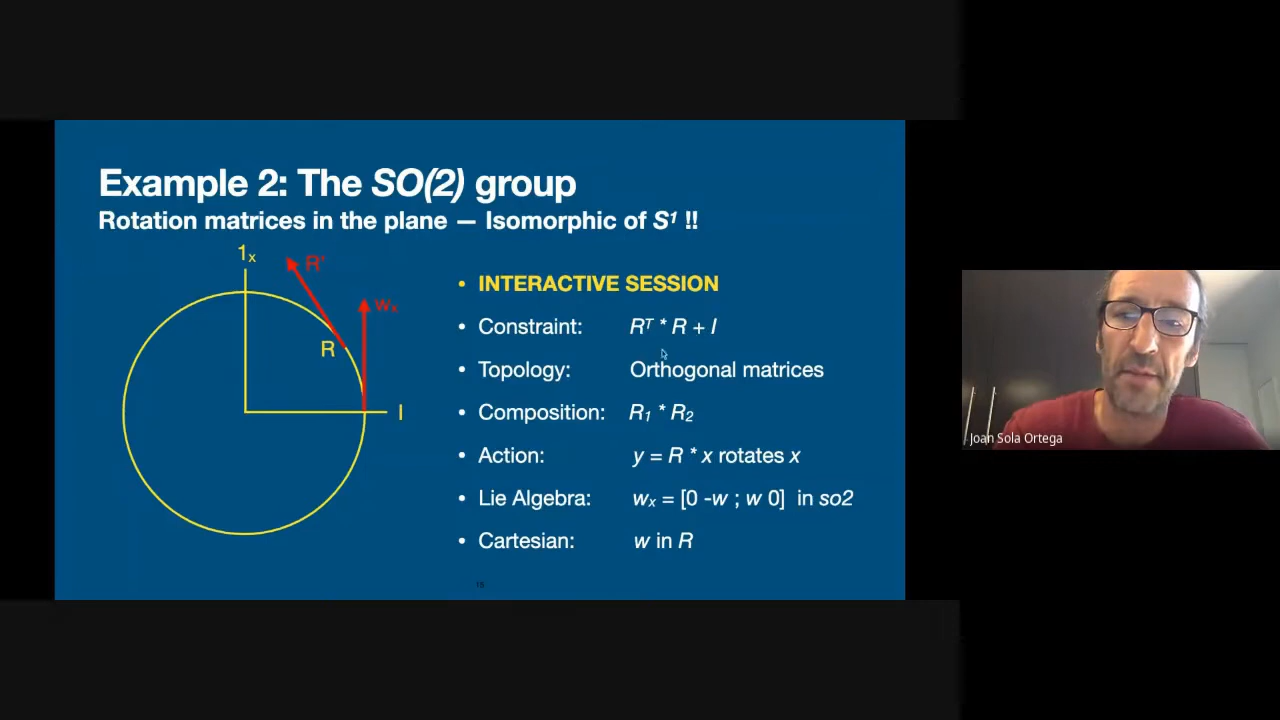 Example 2: The SO(2) group
Rotation matrices in the plane — Isomorphic of S¹ !!
1ₓ
R'
wₓ
R
I
• INTERACTIVE SESSION
• Constraint: Rᵀ * R + I
• Topology: Orthogonal matrices
• Composition: R₁ * R₂
• Action: y = R * x rotates x
• Lie Algebra: wₓ = [0 -w ; w 0] in so2
• Cartesian: w in R
15
Joan Sola Ortega